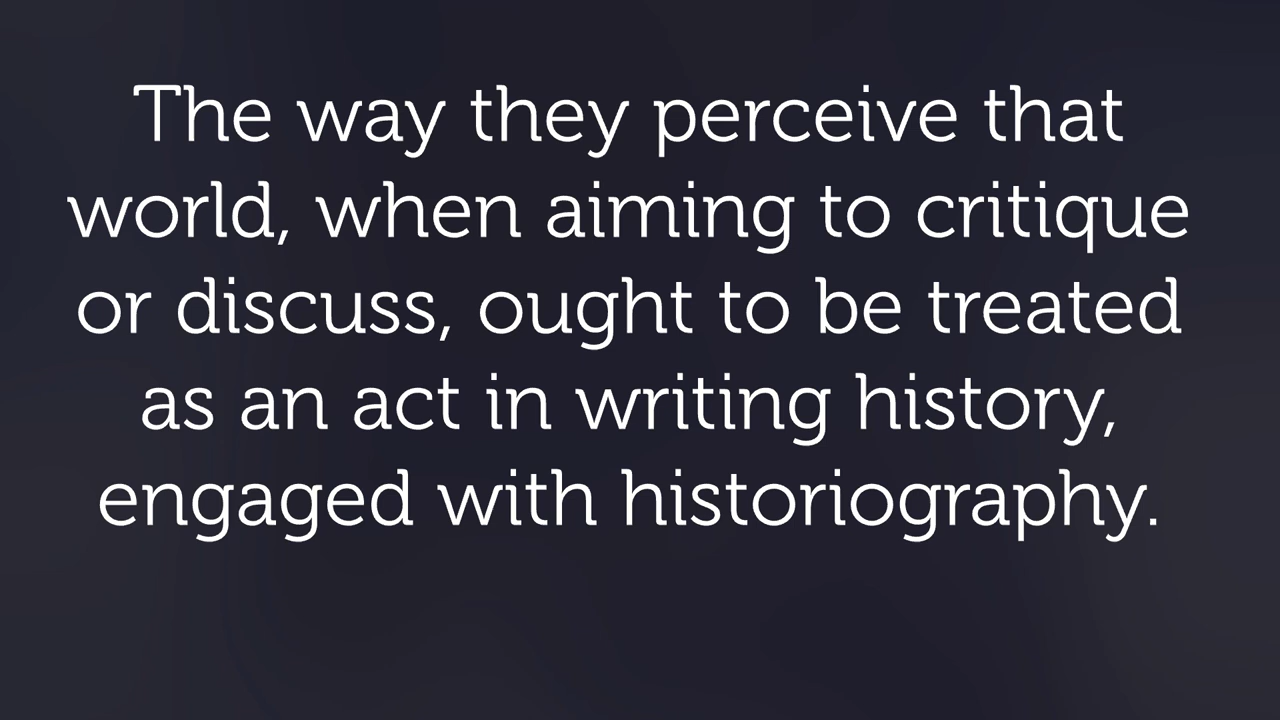 The way they perceive that
world, when aiming to critique
or discuss, ought to be treated
as an act in writing history,
engaged with historiography.